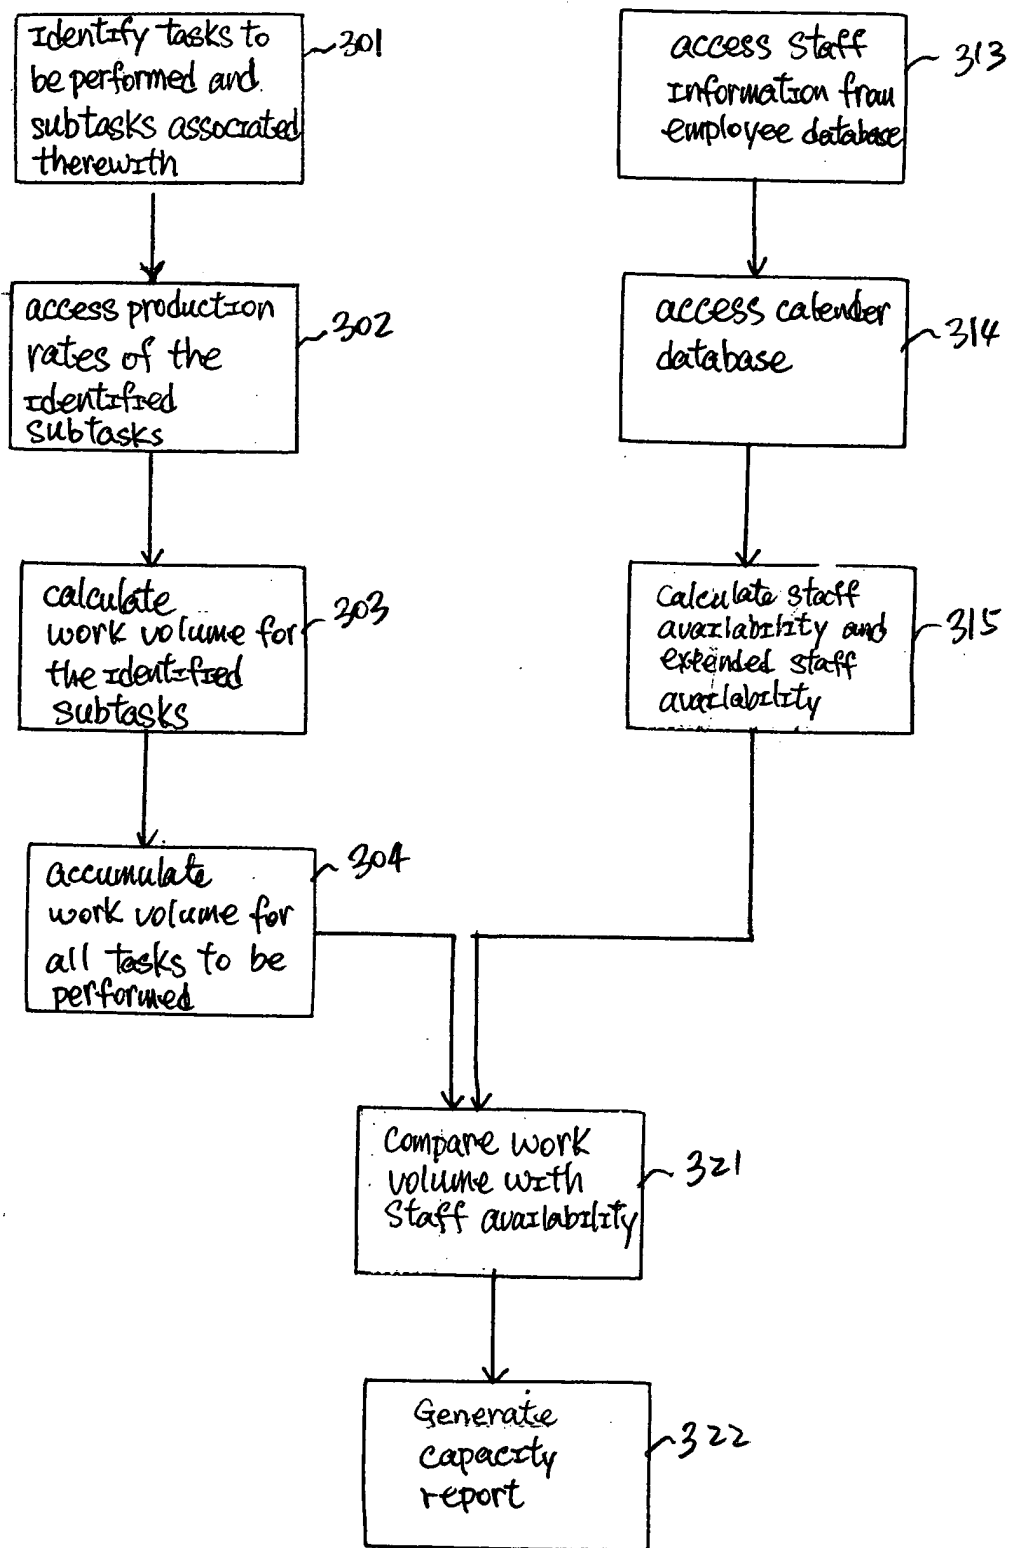 Identify tasks to
be performed and
subtasks associated
therewith
301
access production
rates of the
identified
subtasks
302
calculate
work volume for
the identified
subtasks
303
accumulate
work volume for
all tasks to be
performed
304
access staff
information from
employee database
313
access calender
database
314
Calculate staff
availability and
extended staff
availability
315
Compare work
volume with
Staff availability
321
Generate
capacity
report
322